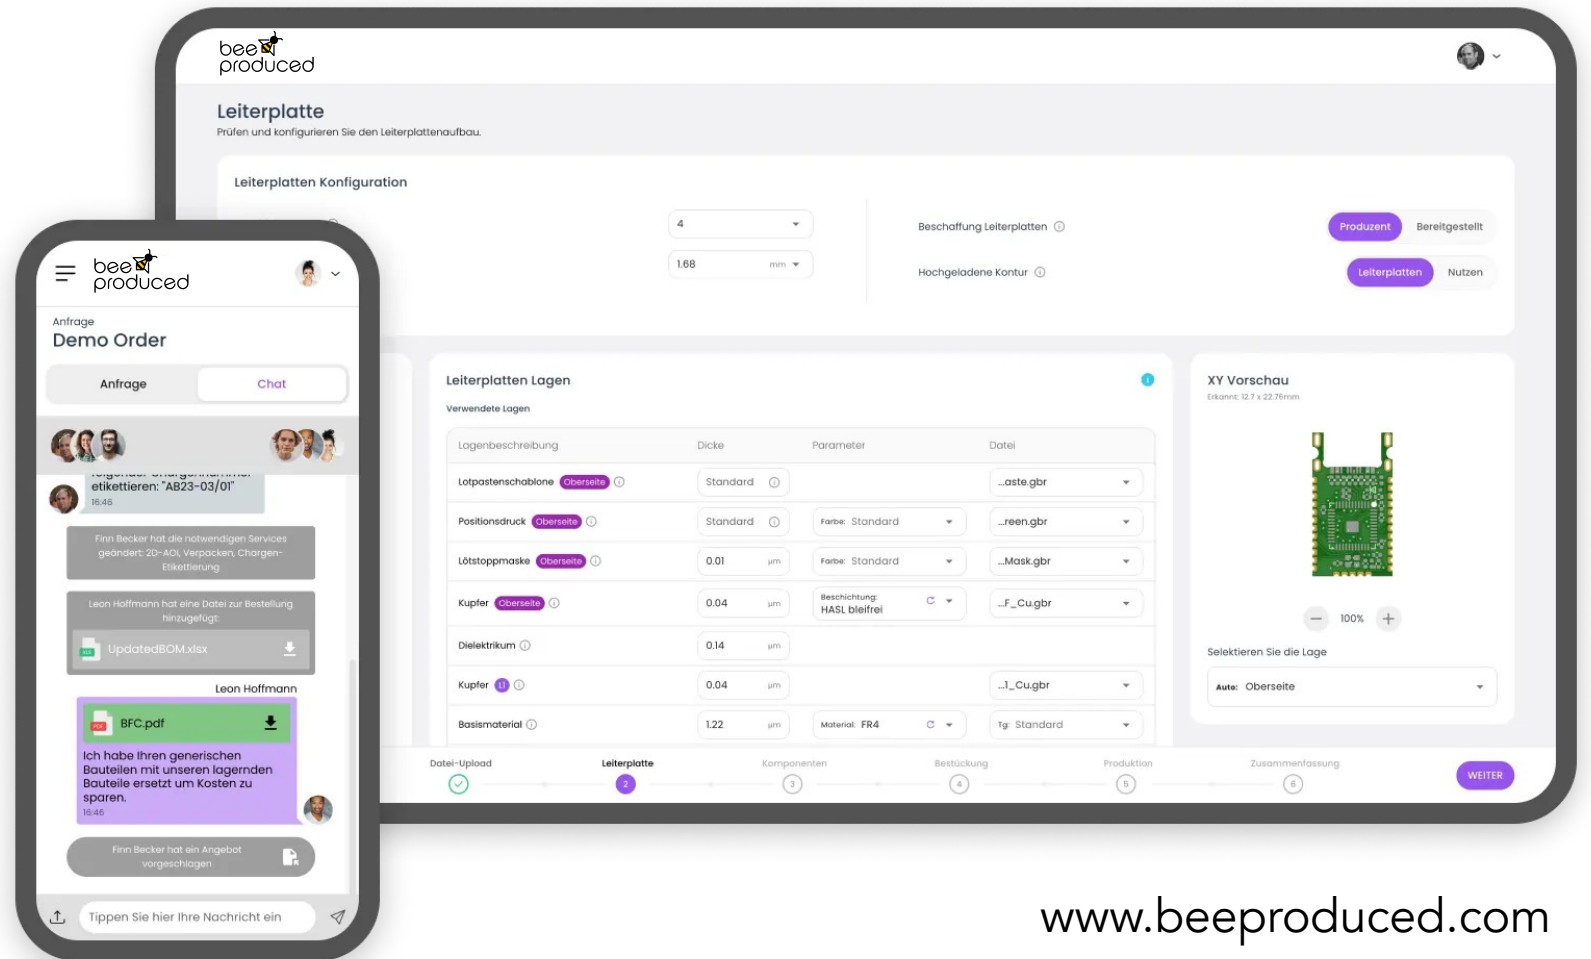 bee
produced
Leiterplatte
Prüfen und konfigurieren Sie den Leiterplattenaufbau.
Leiterplatten Konfiguration
4
1.68 mm
Beschaffung Leiterplatten
Produzent Bereitgestellt
Hochgeladene Kontur
Leiterplatten Nutzen
Leiterplatten Lagen
Verwendete Lagen
Lagenbeschreibung Dicke Parameter Datei
Lotpastenschablone Oberseite Standard ...aste.gbr
Positionsdruck Oberseite Standard Farbe: Standard ...reen.gbr
Lötstoppmaske Oberseite 0.01 µm Farbe: Standard ...Mask.gbr
Kupfer Oberseite 0.04 µm Beschichtung: HASL bleifrei ...F_Cu.gbr
Dielektrikum 0.14 µm
Kupfer L1 0.04 µm ...1_Cu.gbr
Basismaterial 1.22 µm Material: FR4 Tg: Standard
XY Vorschau
Erkannt: 12.7 x 22.76mm
100%
Selektieren Sie die Lage
Auto: Oberseite
Datei-Upload Leiterplatte Komponenten Bestückung Produktion Zusammenfassung
2 3 4 5 6
WEITER
bee
produced
Anfrage
Demo Order
Anfrage Chat
folgender Chargennummer
etikettieren: "AB23-03/01"
16:46
Finn Becker hat die notwendigen Services
geändert: 2D-AOI, Verpacken, Chargen-
Etikettierung
Leon Hoffmann hat eine Datei zur Bestellung
hinzugefügt:
XLS UpdatedBOM.xlsx
Leon Hoffmann
PDF BFC.pdf
Ich habe Ihren generischen
Bauteilen mit unseren lagernden
Bauteile ersetzt um Kosten zu
sparen.
16:46
Finn Becker hat ein Angebot
vorgeschlagen
Tippen Sie hier Ihre Nachricht ein
www.beeproduced.com